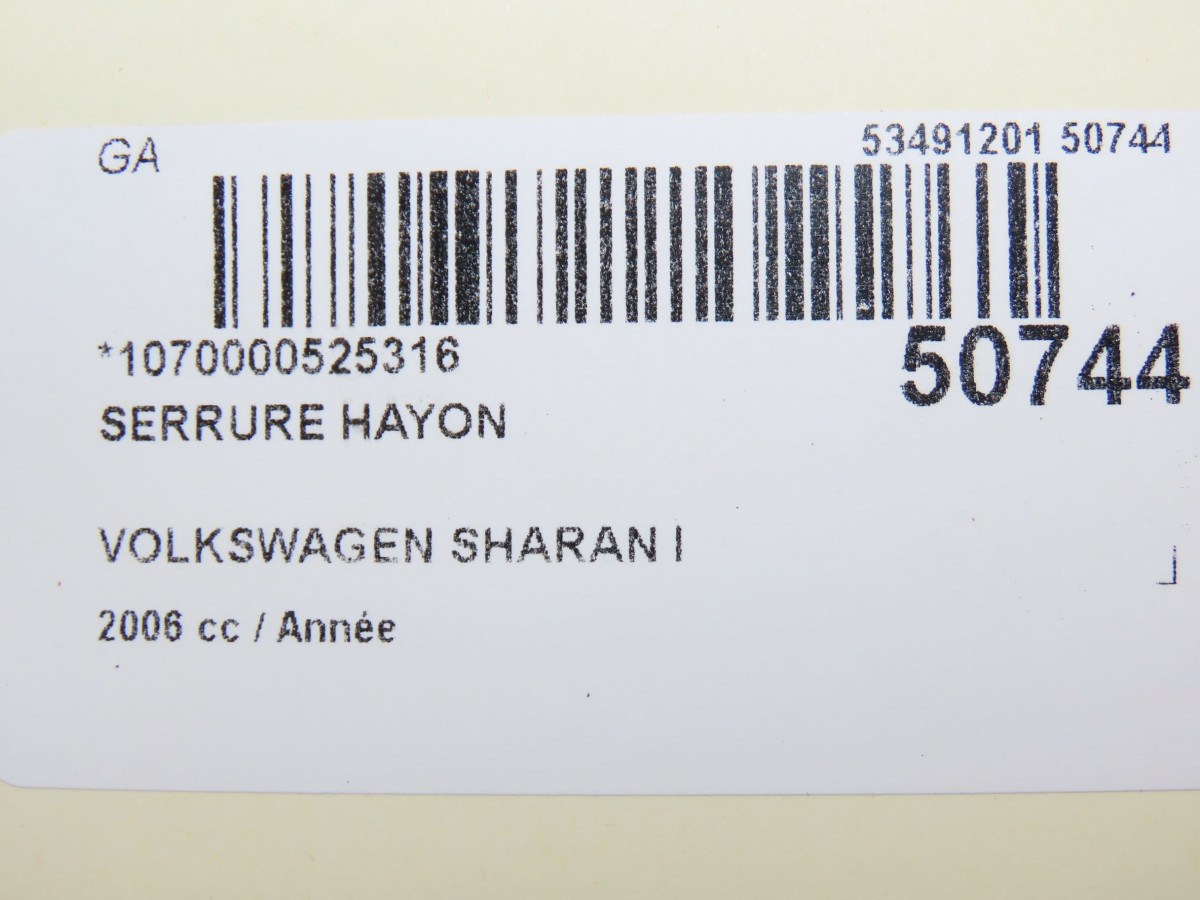 GA
53491201 50744
*1070000525316
50744
SERRURE HAYON
VOLKSWAGEN SHARAN I
2006 cc / Année